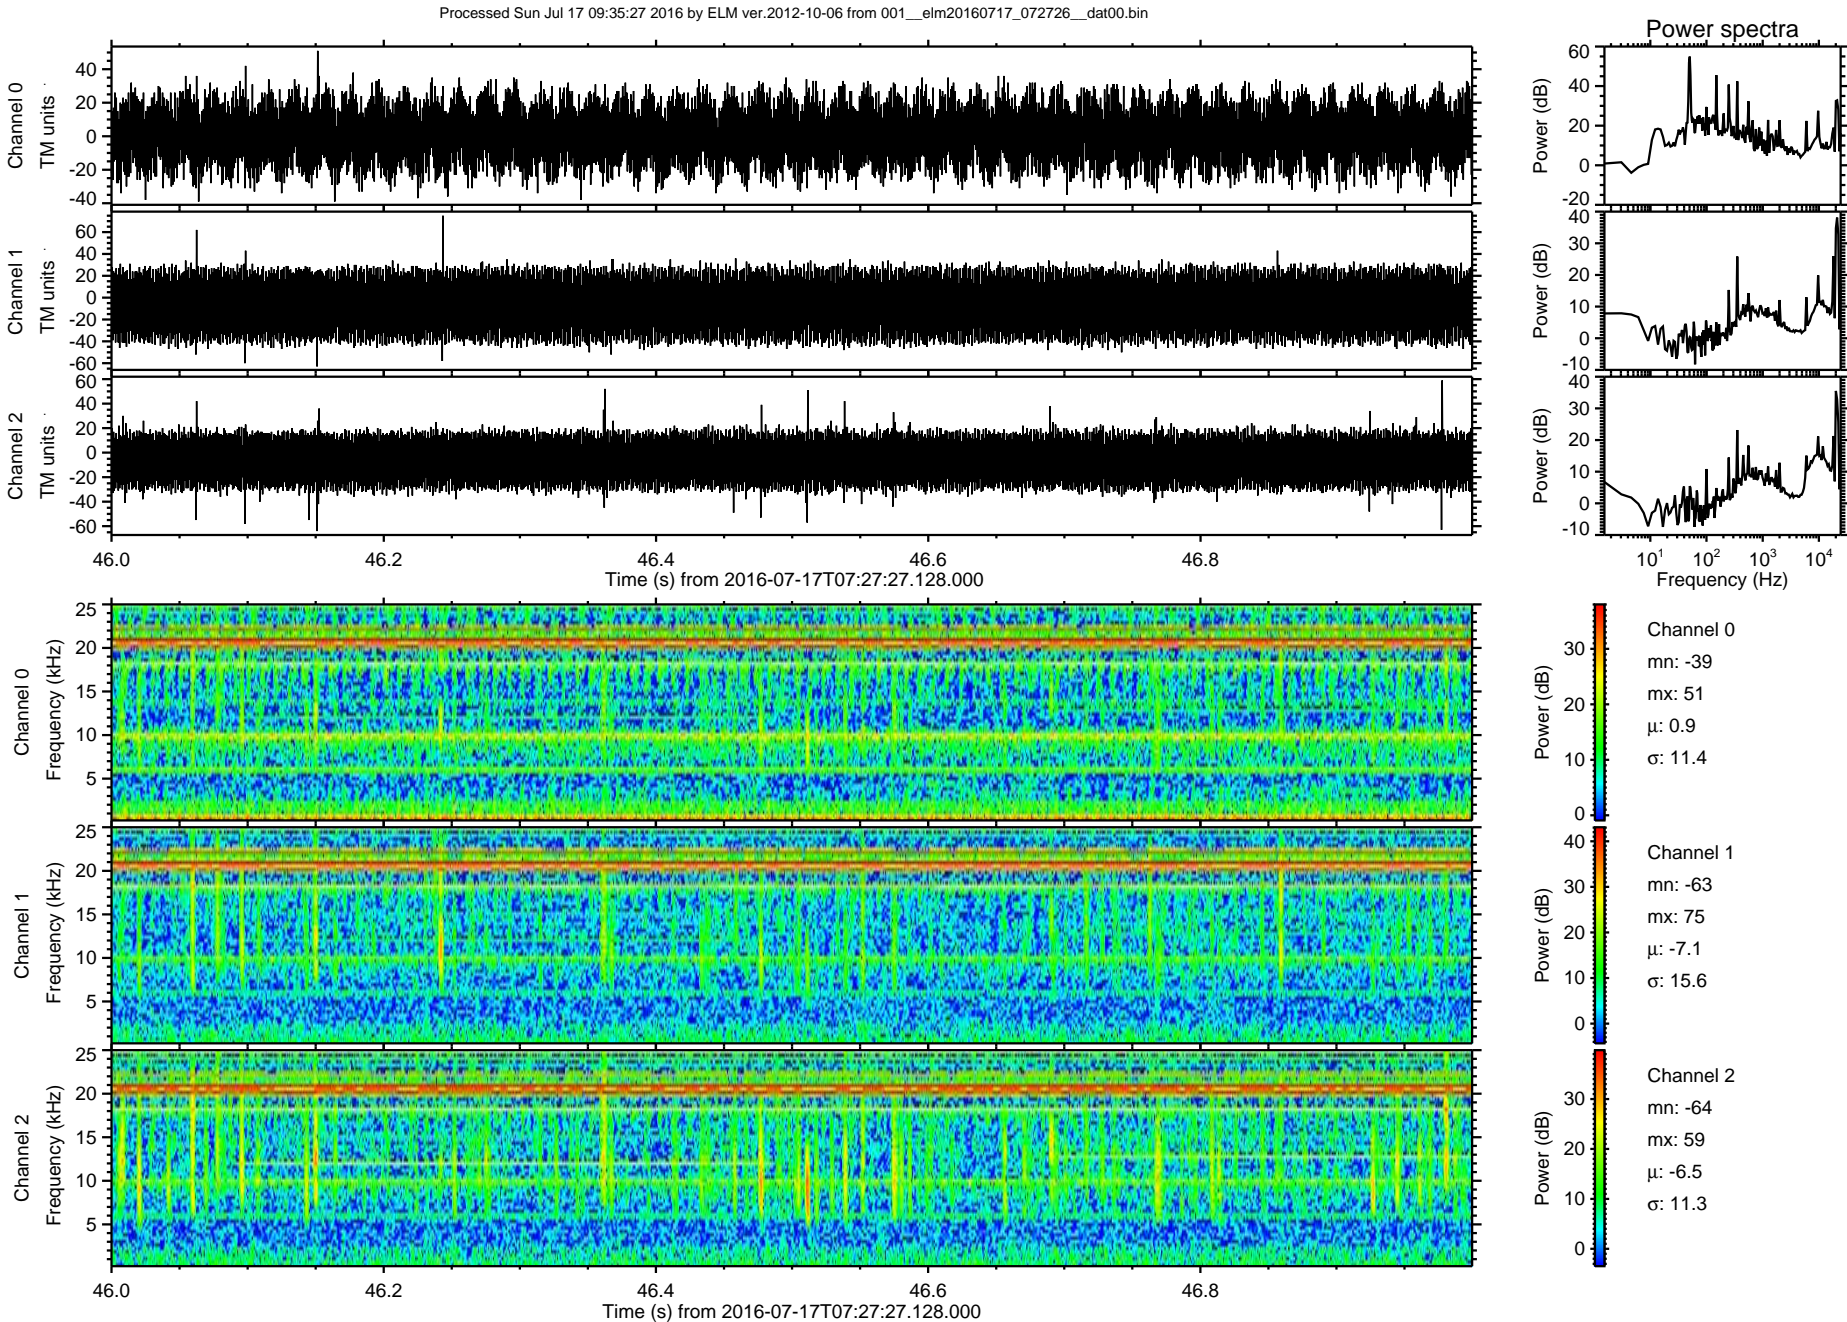 Processed Sun Jul 17 09:35:27 2016 by ELM ver.2012-10-06 from 001__elm20160717_072726__dat00.bin
Power spectra
Channel 0
TM units
40
20
0
-20
-40
Power (dB)
60
40
20
0
-20
Channel 1
TM units
60
40
20
0
-20
-40
-60
Power (dB)
40
30
20
10
0
-10
Channel 2
TM units
60
40
20
0
-20
-40
-60
Power (dB)
40
30
20
10
0
-10
46.0 46.2 46.4 46.6 46.8
Time (s) from 2016-07-17T07:27:27.128.000
10¹ 10² 10³ 10⁴
Frequency (Hz)
Channel 0
Frequency (kHz)
25
20
15
10
5
Power (dB)
30
20
10
0
Channel 0
mn: -39
mx: 51
μ: 0.9
σ: 11.4
Channel 1
Frequency (kHz)
25
20
15
10
5
Power (dB)
40
30
20
10
0
Channel 1
mn: -63
mx: 75
μ: -7.1
σ: 15.6
Channel 2
Frequency (kHz)
25
20
15
10
5
Power (dB)
30
20
10
0
Channel 2
mn: -64
mx: 59
μ: -6.5
σ: 11.3
46.0 46.2 46.4 46.6 46.8
Time (s) from 2016-07-17T07:27:27.128.000